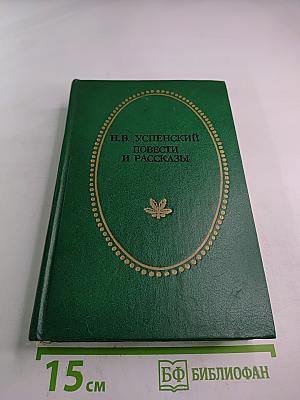 Н.В. УСПЕНСКИЙ
ПОВЕСТИ
И РАССКАЗЫ
15 см
БФ БИБЛИОФАН